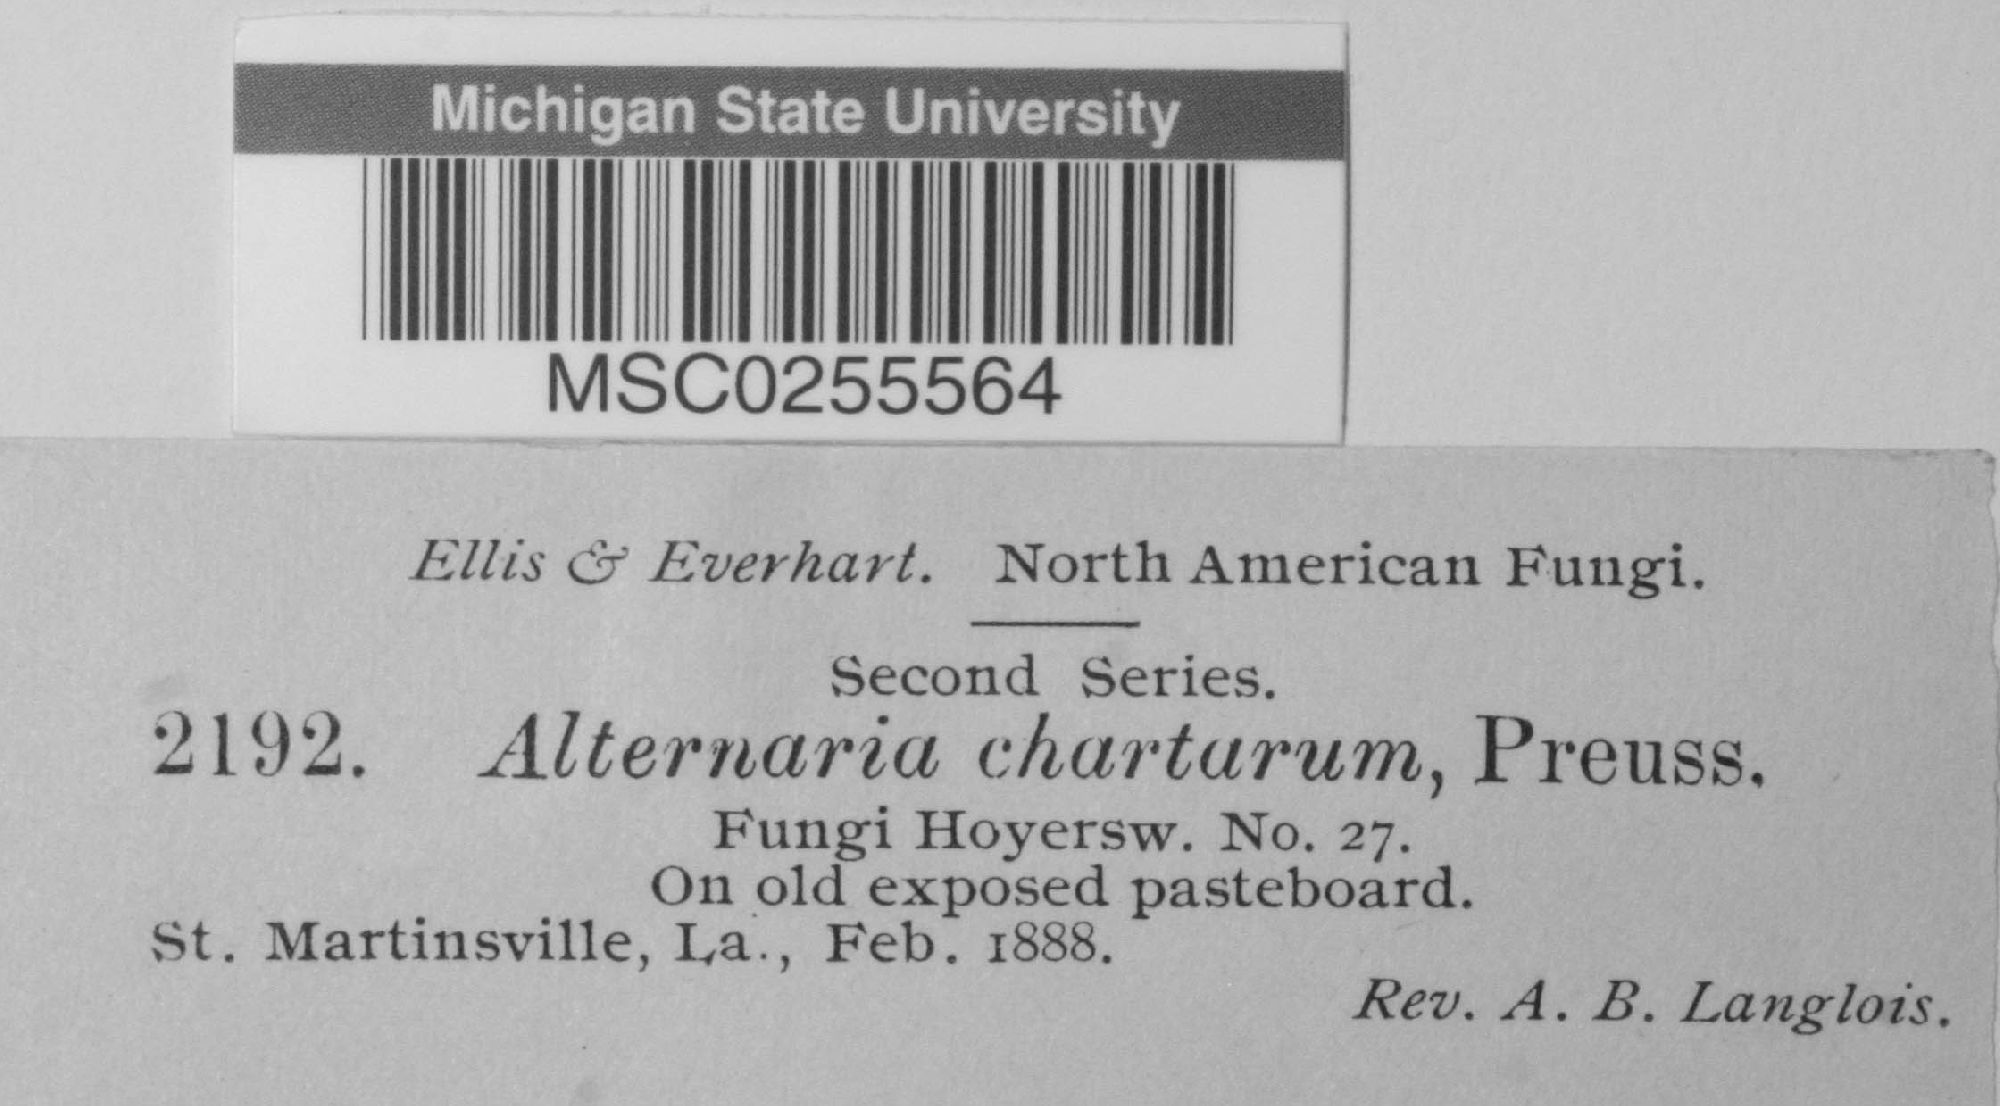 Michigan State University
MSC0255564
Ellis & Everhart. North American Fungi.
Second Series.
2192. Alternaria chartarum, Preuss.
Fungi Hoyersw. No. 27.
On old exposed pasteboard.
St. Martinsville, La., Feb. 1888.
Rev. A. B. Langlois.